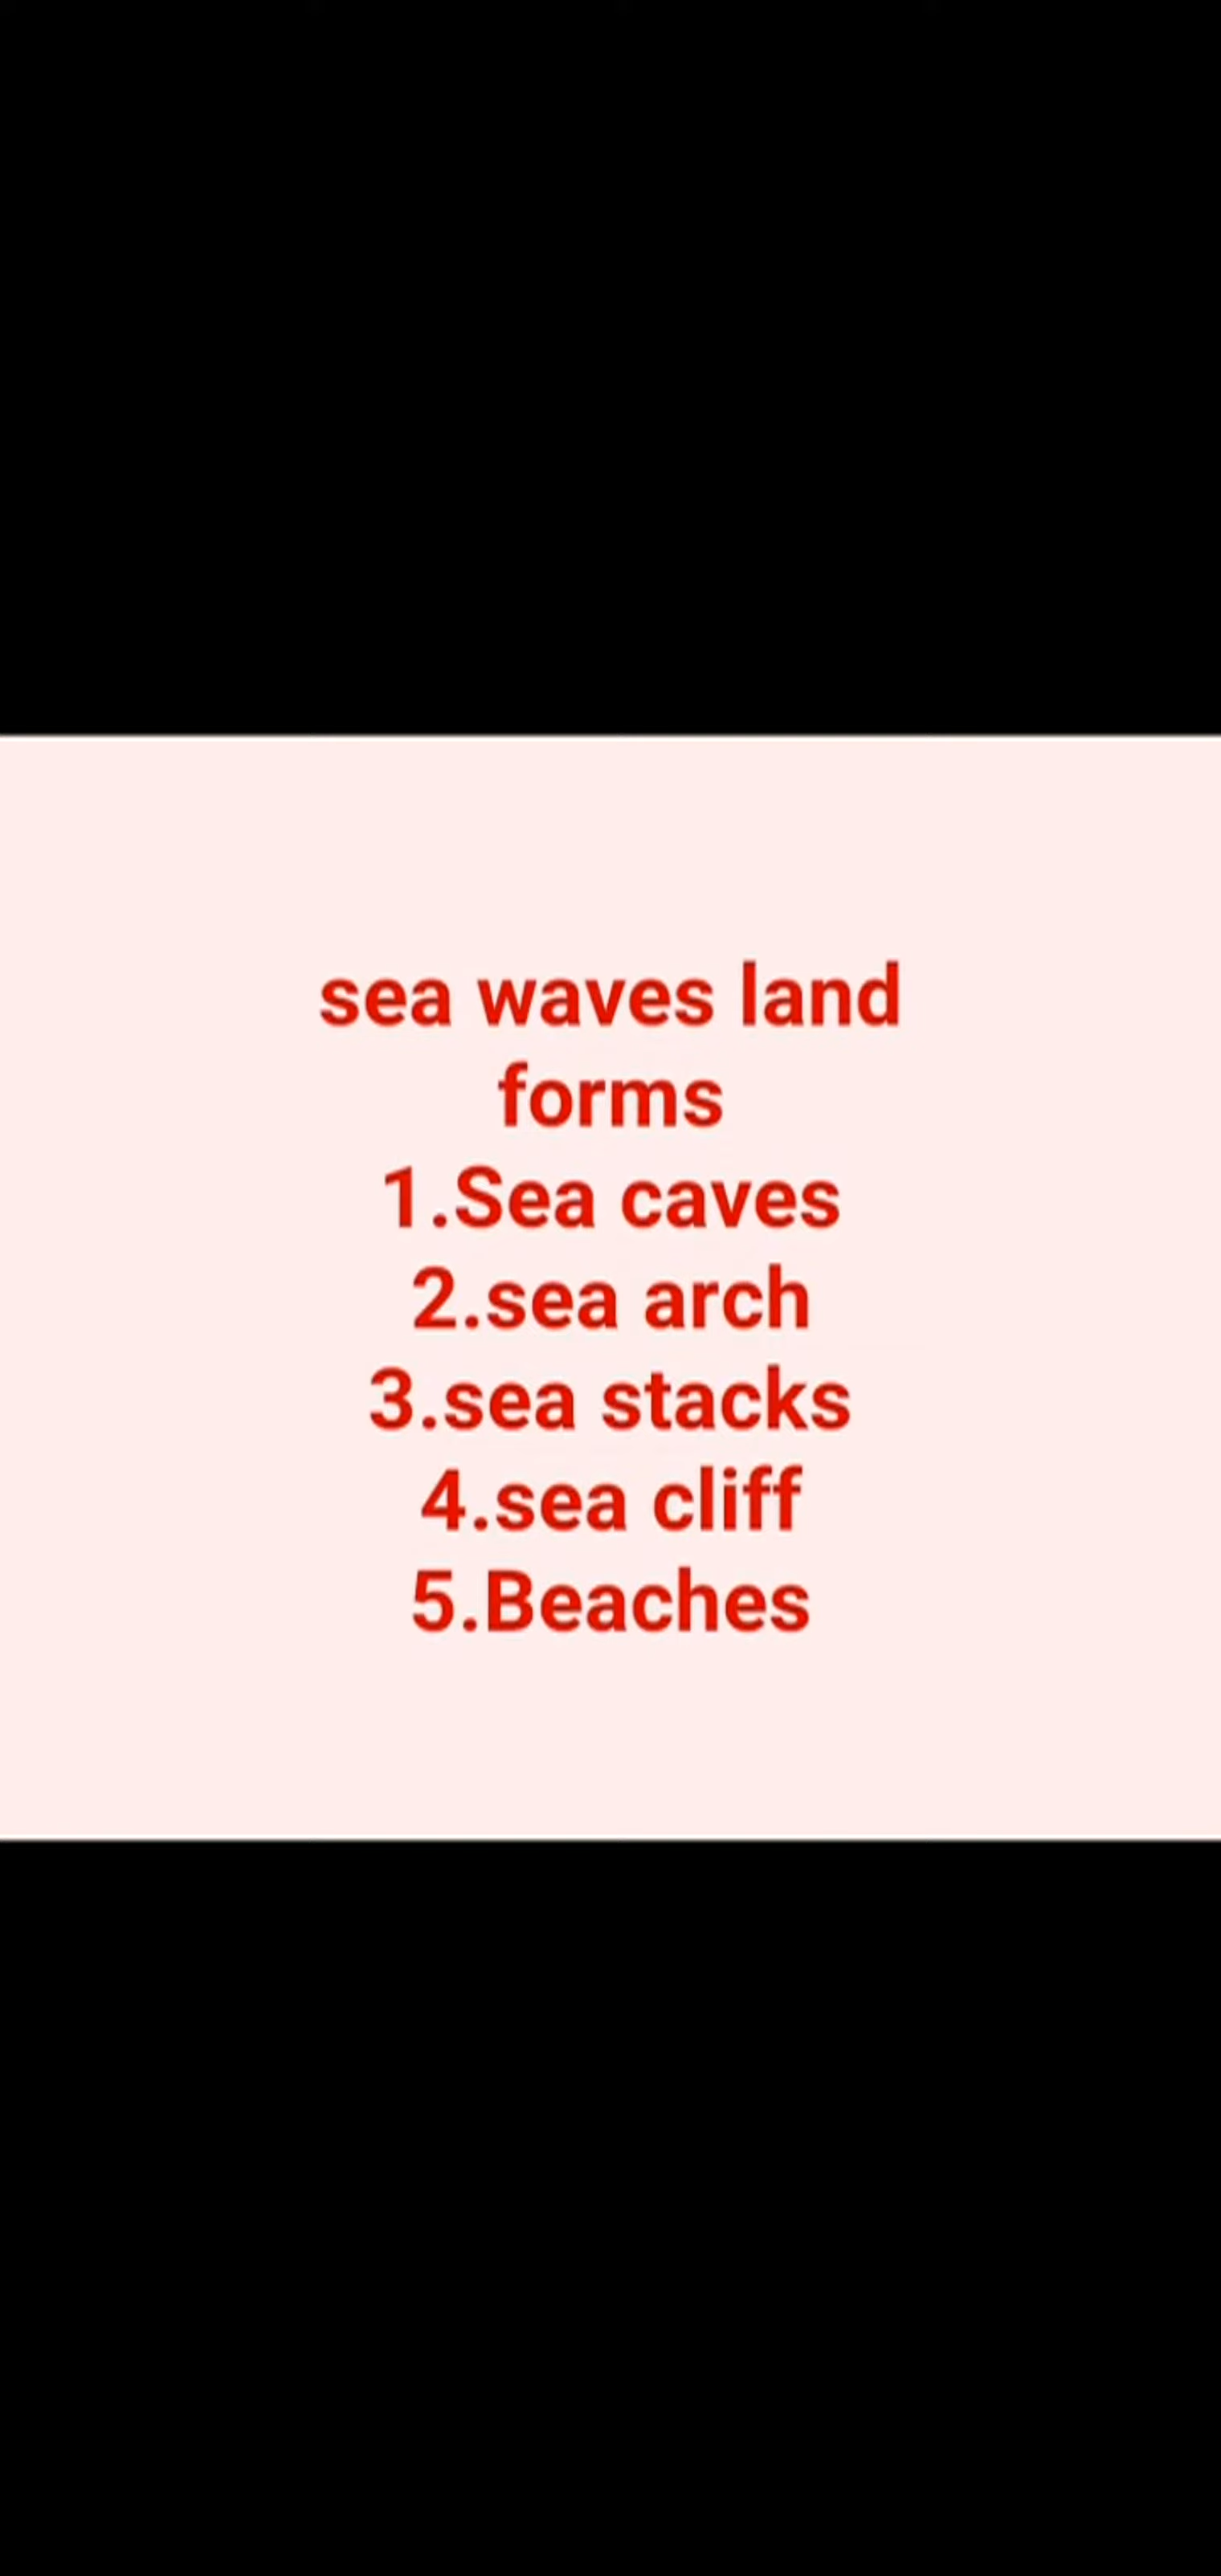 sea waves land
forms
1.Sea caves
2.sea arch
3.sea stacks
4.sea cliff
5.Beaches